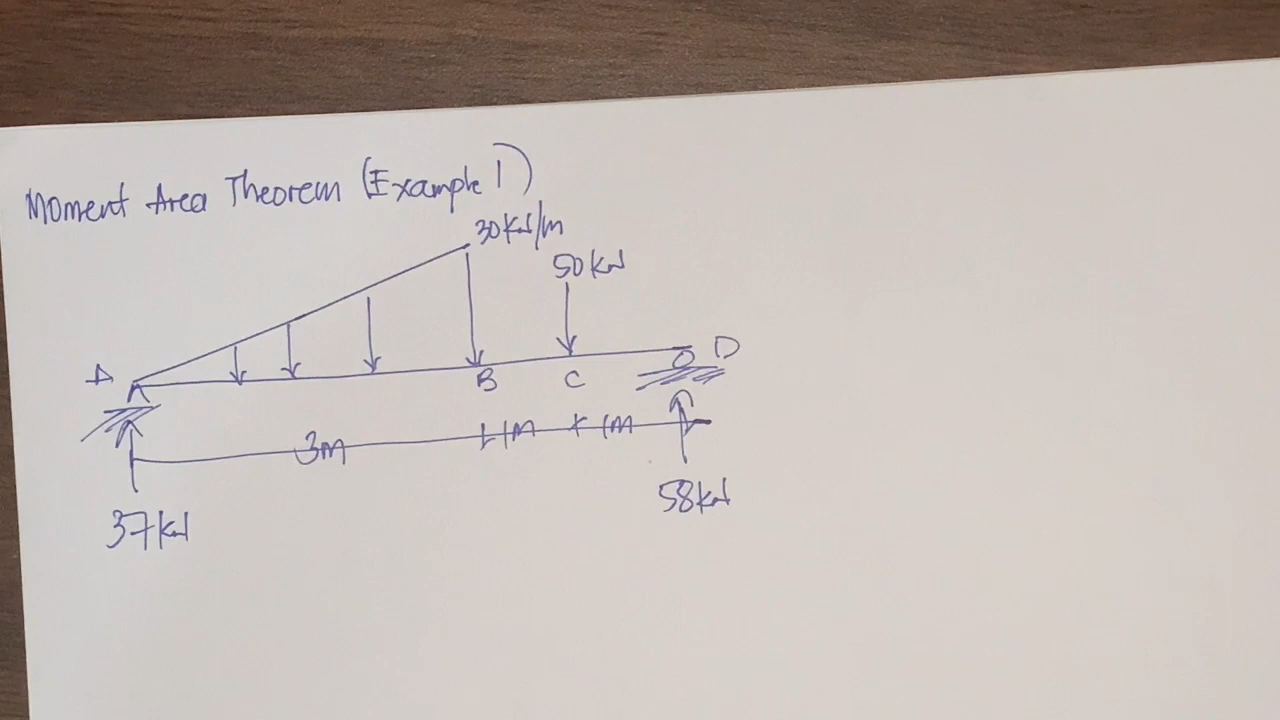 Moment Area Theorem (Example 1)
30kN/m
50kN
A
B
C
D
3m
1m
1m
37kN
58kN